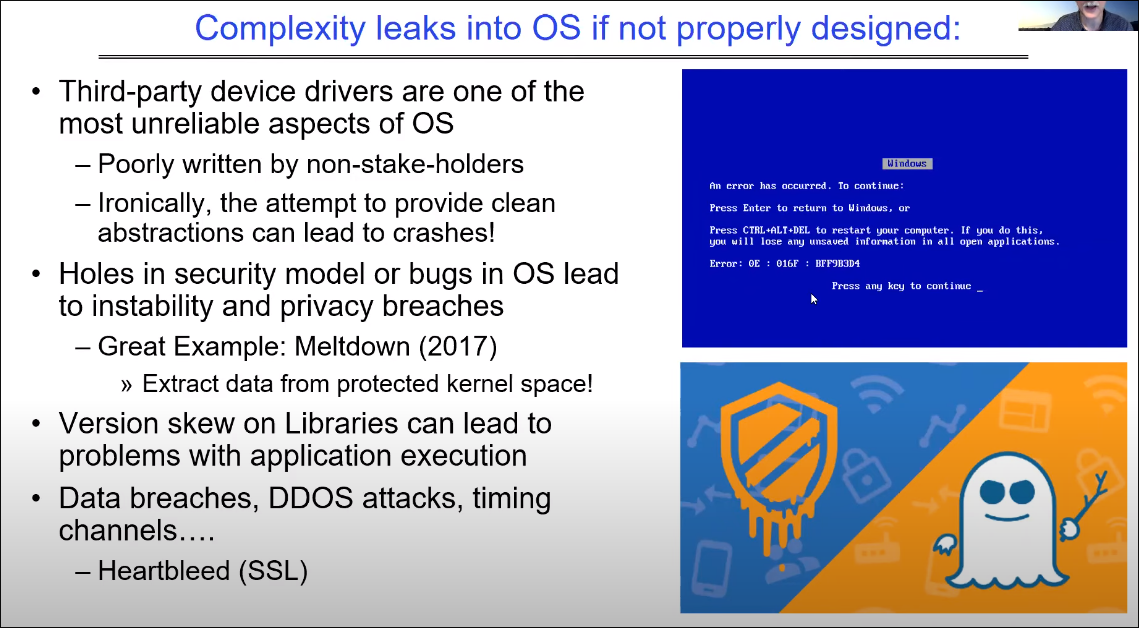 Complexity leaks into OS if not properly designed:
• Third-party device drivers are one of the
most unreliable aspects of OS
– Poorly written by non-stake-holders
– Ironically, the attempt to provide clean
abstractions can lead to crashes!
• Holes in security model or bugs in OS lead
to instability and privacy breaches
– Great Example: Meltdown (2017)
» Extract data from protected kernel space!
• Version skew on Libraries can lead to
problems with application execution
• Data breaches, DDOS attacks, timing
channels….
– Heartbleed (SSL)
Windows
An error has occurred. To continue:
Press Enter to return to Windows, or
Press CTRL+ALT+DEL to restart your computer. If you do this,
you will lose any unsaved information in all open applications.
Error: 0E : 016F : BFF9B3D4
Press any key to continue _